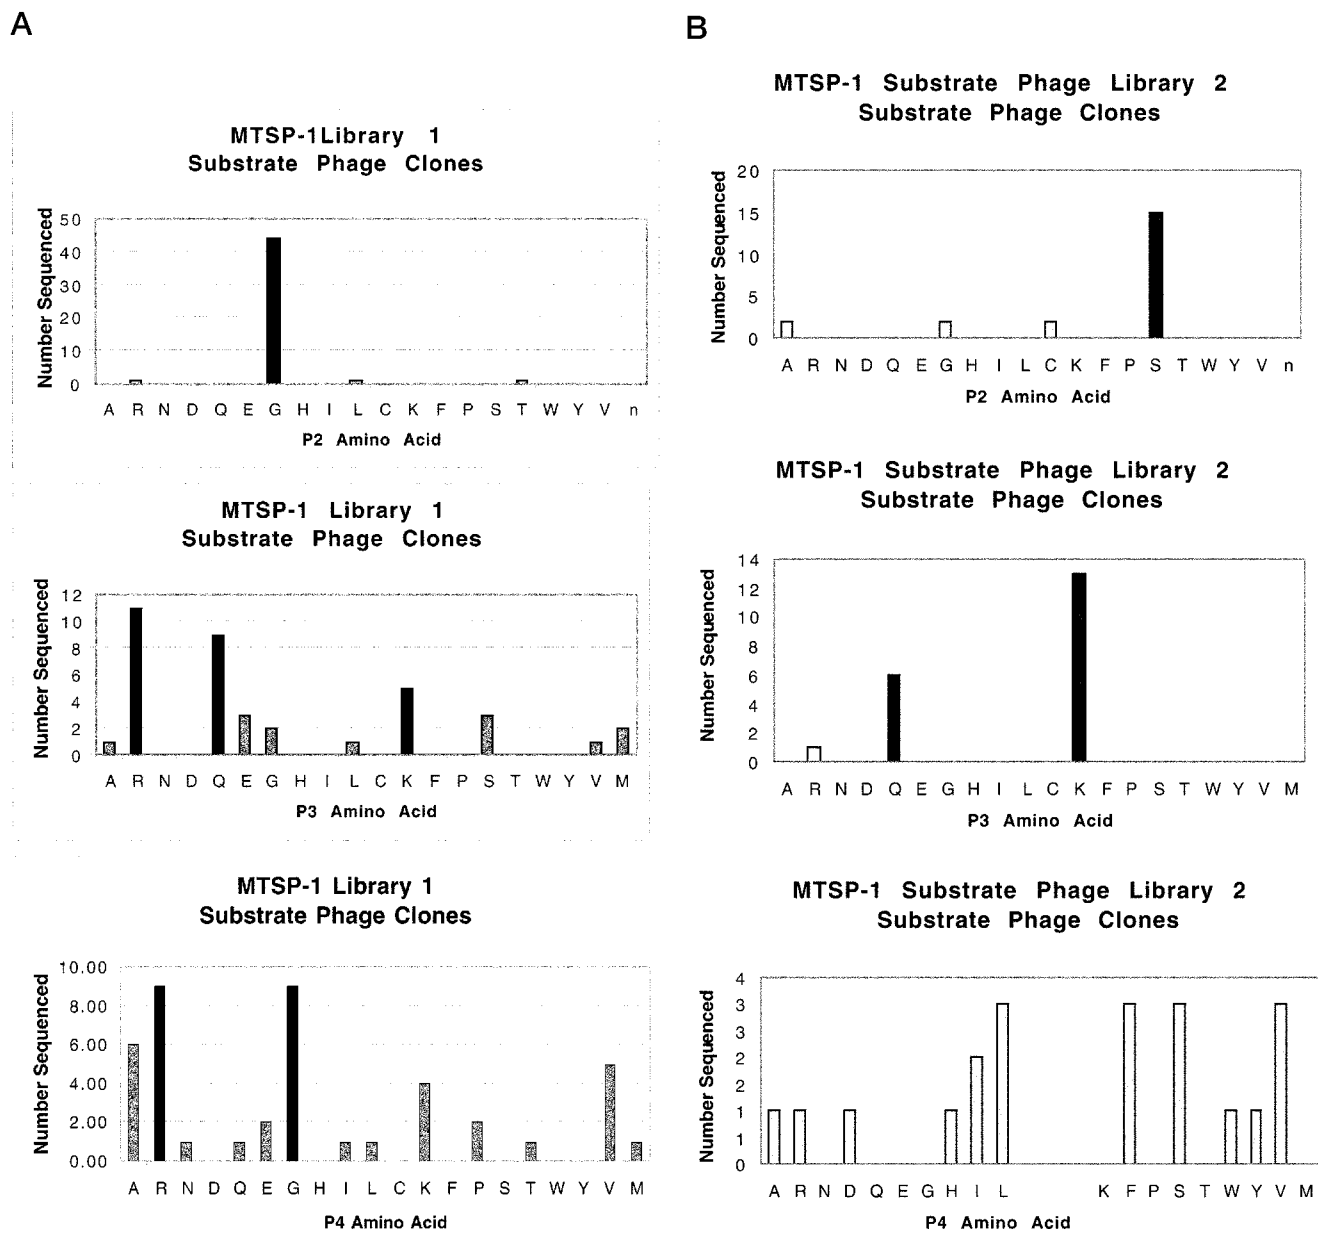 A
MTSP-1Library 1
Substrate Phage Clones
Number Sequenced
50
40
30
20
10
0
A R N D Q E G H I L C K F P S T W Y V n
P2 Amino Acid
MTSP-1 Library 1
Substrate Phage Clones
Number Sequenced
12
10
8
6
4
2
0
A R N D Q E G H I L C K F P S T W Y V M
P3 Amino Acid
MTSP-1 Library 1
Substrate Phage Clones
Number Sequenced
10.00
8.00
6.00
4.00
2.00
0.00
A R N D Q E G H I L C K F P S T W Y V M
P4 Amino Acid
B
MTSP-1 Substrate Phage Library 2
Substrate Phage Clones
Number Sequenced
20
15
10
5
0
A R N D Q E G H I L C K F P S T W Y V n
P2 Amino Acid
MTSP-1 Substrate Phage Library 2
Substrate Phage Clones
Number Sequenced
14
12
10
8
6
4
2
0
A R N D Q E G H I L C K F P S T W Y V M
P3 Amino Acid
MTSP-1 Substrate Phage Library 2
Substrate Phage Clones
Number Sequenced
4
3
3
2
2
1
1
0
A R N D Q E G H I L K F P S T W Y V M
P4 Amino Acid